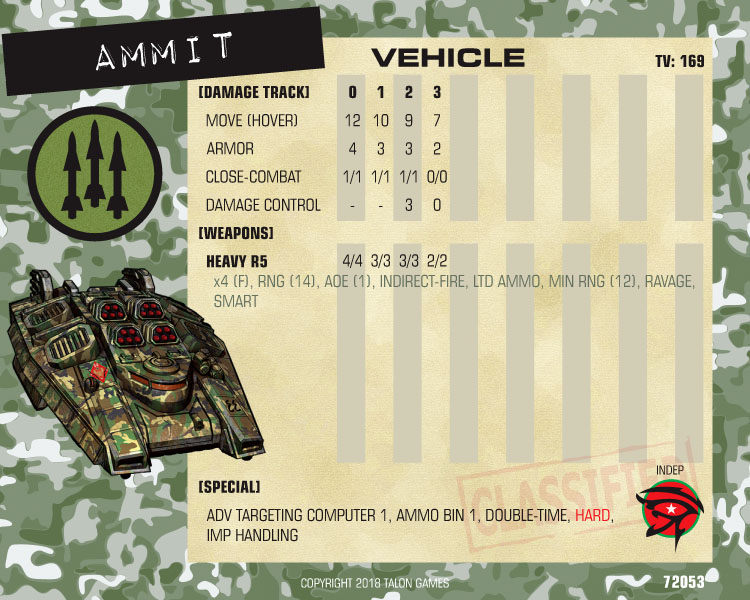 AMMIT
VEHICLE
TV: 169
[DAMAGE TRACK] 0 1 2 3
MOVE (HOVER) 12 10 9 7
ARMOR 4 3 3 2
CLOSE-COMBAT 1/1 1/1 1/1 0/0
DAMAGE CONTROL - - 3 0
[WEAPONS]
HEAVY R5 4/4 3/3 3/3 2/2
x4 (F), RNG (14), AOE (1), INDIRECT-FIRE, LTD AMMO, MIN RNG (12), RAVAGE,
SMART
CLASSIFIED
INDEP
[SPECIAL]
ADV TARGETING COMPUTER 1, AMMO BIN 1, DOUBLE-TIME, HARD,
IMP HANDLING
COPYRIGHT 2018 TALON GAMES
72053